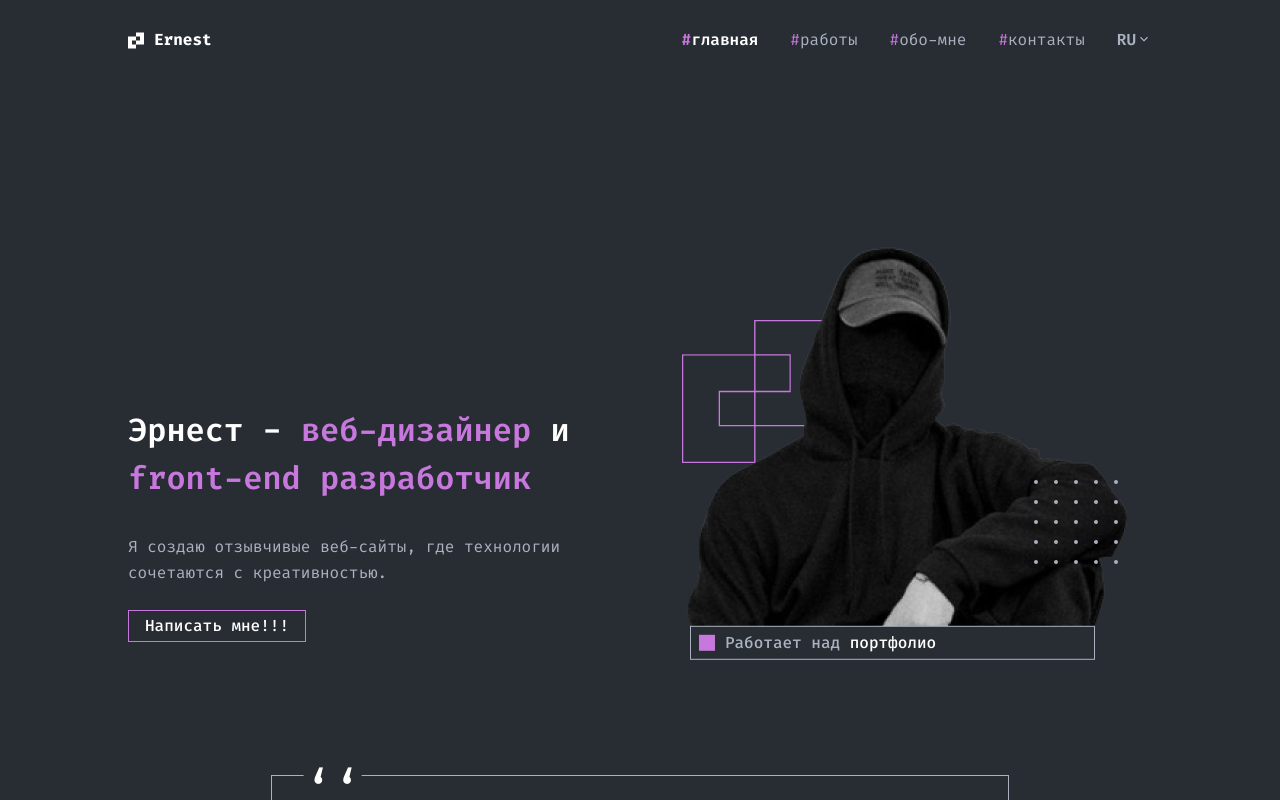 Ernest
#главная #работы #обо-мне #контакты RU
Эрнест - веб-дизайнер и
front-end разработчик
Я создаю отзывчивые веб-сайты, где технологии
сочетаются с креативностью.
Написать мне!!!
Работает над портфолио
“